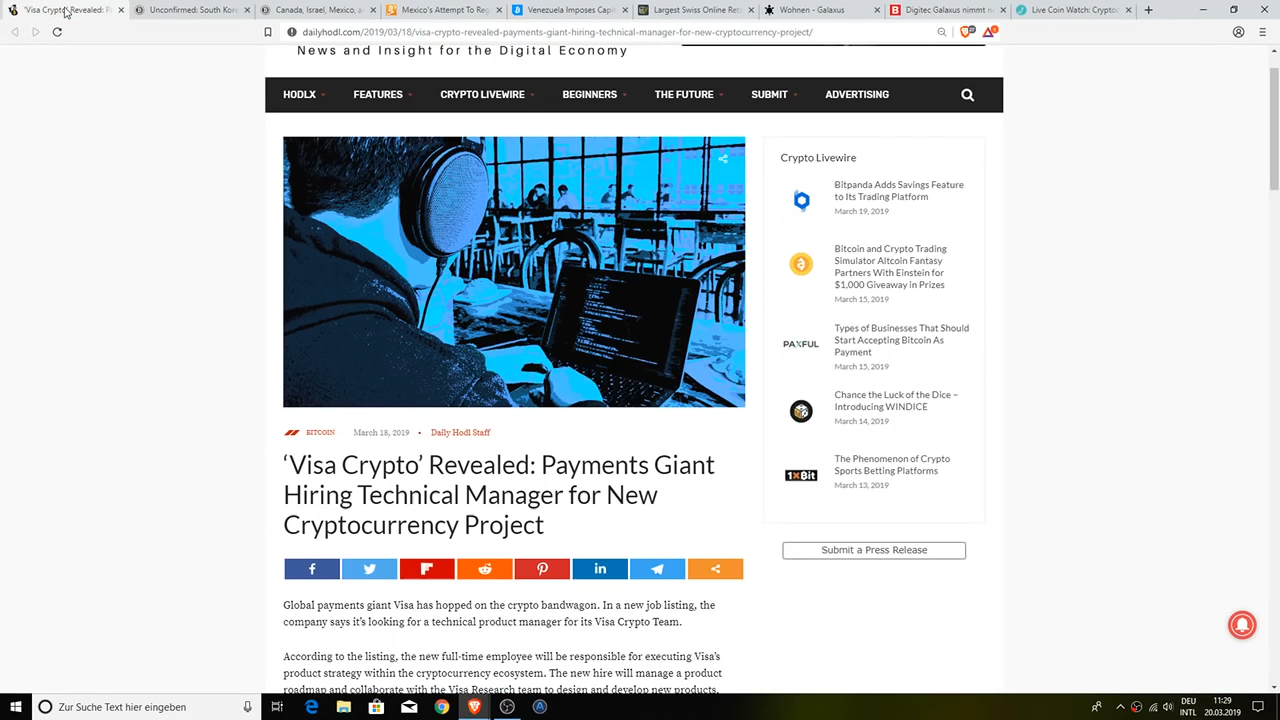 'Visa Crypto' Revealed: P
Unconfirmed: South Kore
Canada, Israel, Mexico, a
Mexico's Attempt To Reg
Venezuela Imposes Capi
Largest Swiss Online Reta
Wohnen - Galaxus
Digitec Galaxus nimmt n
Live Coin Watch: Cryptoc
dailyhodl.com/2019/03/18/visa-crypto-revealed-payments-giant-hiring-technical-manager-for-new-cryptocurrency-project/
News and Insight for the Digital Economy
HODLX
FEATURES
CRYPTO LIVEWIRE
BEGINNERS
THE FUTURE
SUBMIT
ADVERTISING
BITCOIN
March 18, 2019 • Daily Hodl Staff
‘Visa Crypto’ Revealed: Payments Giant
Hiring Technical Manager for New
Cryptocurrency Project
Global payments giant Visa has hopped on the crypto bandwagon. In a new job listing, the
company says it’s looking for a technical product manager for its Visa Crypto Team.
According to the listing, the new full-time employee will be responsible for executing Visa’s
product strategy within the cryptocurrency ecosystem. The new hire will manage a product
roadmap and collaborate with the Visa Research team to design and develop new products,
Crypto Livewire
Bitpanda Adds Savings Feature
to Its Trading Platform
March 19, 2019
Bitcoin and Crypto Trading
Simulator Altcoin Fantasy
Partners With Einstein for
$1,000 Giveaway in Prizes
March 15, 2019
PAXFUL
Types of Businesses That Should
Start Accepting Bitcoin As
Payment
March 15, 2019
Chance the Luck of the Dice –
Introducing WINDICE
March 14, 2019
1XBit
The Phenomenon of Crypto
Sports Betting Platforms
March 13, 2019
Submit a Press Release
Zur Suche Text hier eingeben
DEU
INTL
11:29
20.03.2019